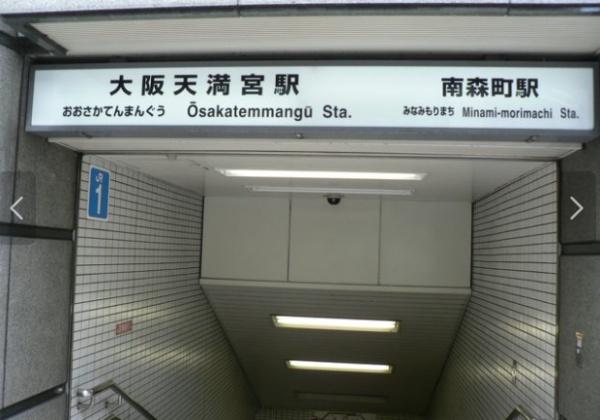 大阪天満宮駅
おおさかてんまんぐう Ōsakatemmangū Sta.
南森町駅
みなみもりまち Minami-morimachi Sta.
JR
1